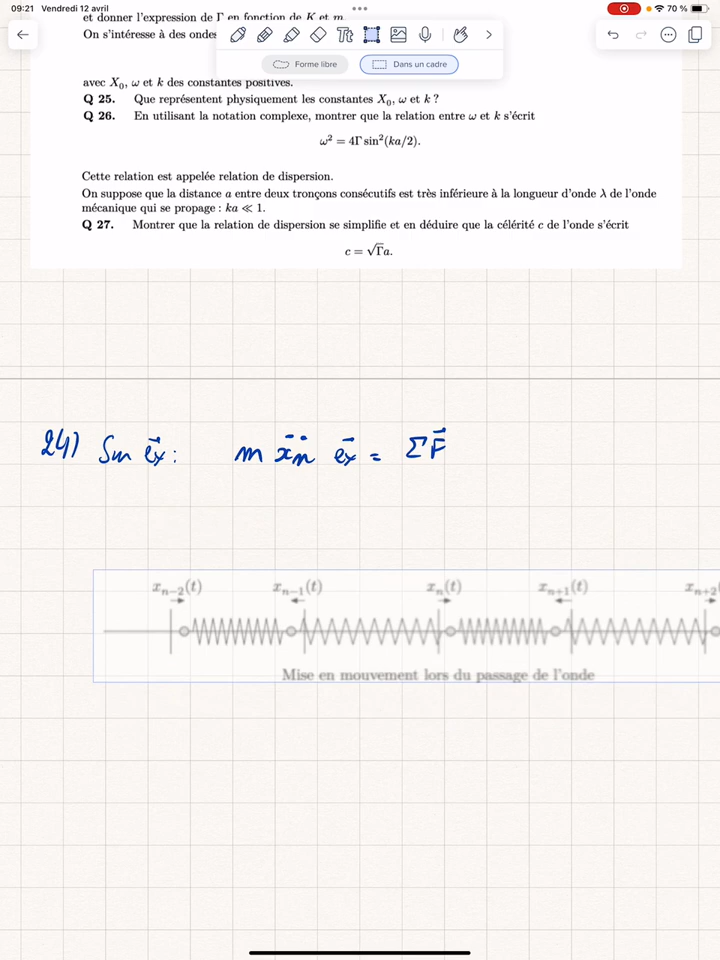 09:21 Vendredi 12 avril
70 %
et donner l'expression de Γ en fonction de K et m.
On s'intéresse à des ondes
Forme libre
Dans un cadre
avec X₀, ω et k des constantes positives.
Q 25. Que représentent physiquement les constantes X₀, ω et k ?
Q 26. En utilisant la notation complexe, montrer que la relation entre ω et k s'écrit
ω² = 4Γ sin²(ka/2).
Cette relation est appelée relation de dispersion.
On suppose que la distance a entre deux tronçons consécutifs est très inférieure à la longueur d'onde λ de l'onde
mécanique qui se propage : ka ≪ 1.
Q 27. Montrer que la relation de dispersion se simplifie et en déduire que la célérité c de l'onde s'écrit
c = √Γa.
24) Sur e⃗x : m ẍn e⃗x = ΣF⃗
xₙ₋₂(t) xₙ₋₁(t) xₙ(t) xₙ₊₁(t) xₙ₊₂
Mise en mouvement lors du passage de l'onde